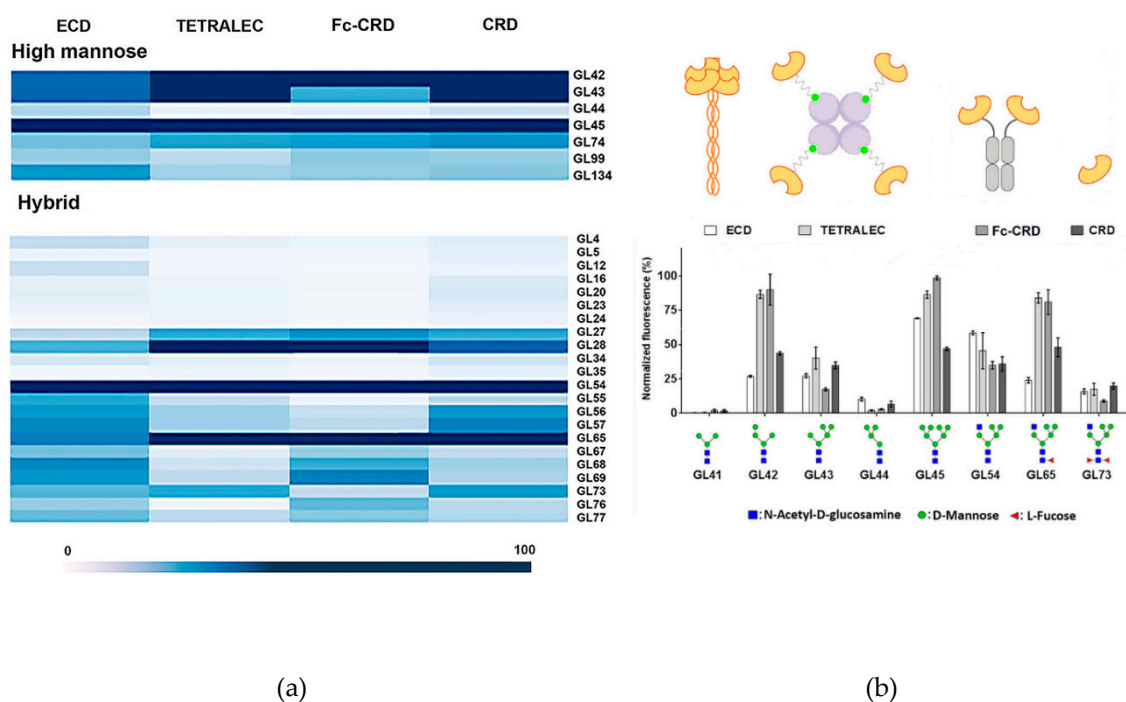 ECD TETRALEC Fc-CRD CRD
High mannose
GL42
GL43
GL44
GL45
GL74
GL99
GL134
Hybrid
GL4
GL5
GL12
GL16
GL20
GL23
GL24
GL27
GL28
GL34
GL35
GL54
GL55
GL56
GL57
GL65
GL67
GL68
GL69
GL73
GL76
GL77
0 100
(a)
ECD TETRALEC Fc-CRD CRD
Normalized fluorescence (%)
100
75
50
25
0
GL41 GL42 GL43 GL44 GL45 GL54 GL65 GL73
:N-Acetyl-D-glucosamine :D-Mannose : L-Fucose
(b)